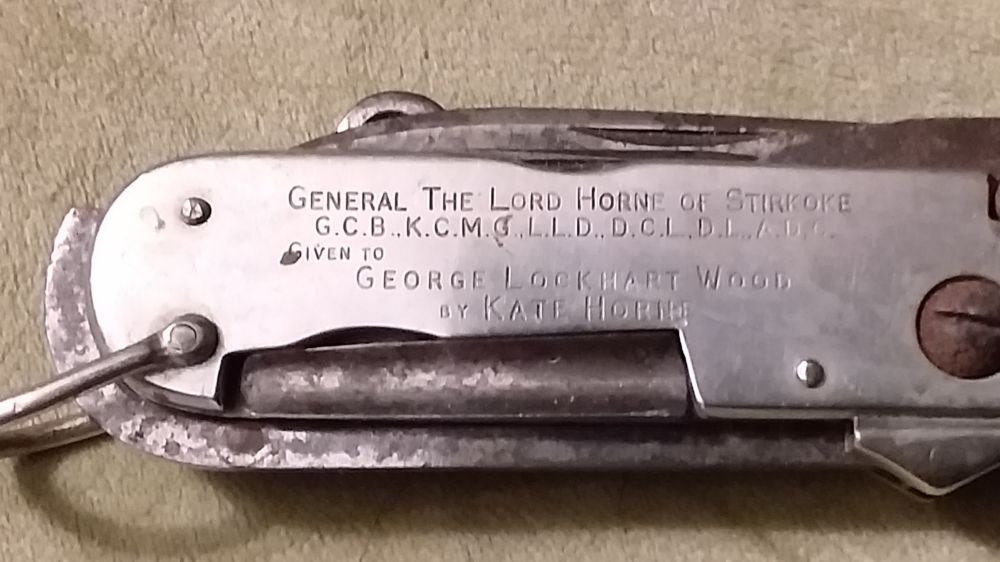 GENERAL THE LORD HORNE OF STIRKOKE
G.C.B., K.C.M.G., L.L.D., D.C.L., D.L., A.D.C.
GIVEN TO
GEORGE LOCKHART WOOD
BY KATE HORNE